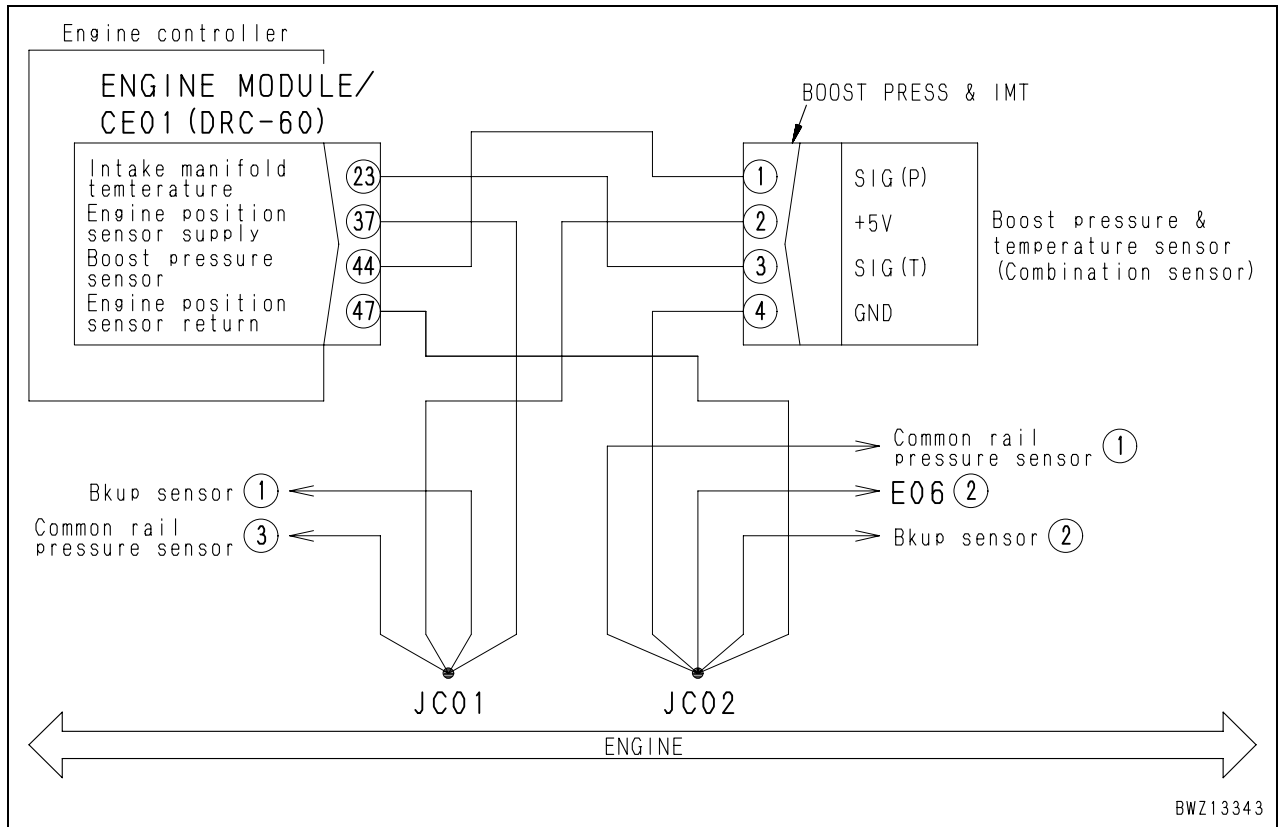 Engine controller
ENGINE MODULE/
CE01 (DRC-60)
BOOST PRESS & IMT
Intake manifold
temterature
23
Engine position
sensor supply
37
Boost pressure
sensor
44
Engine position
sensor return
47
1
SIG(P)
2
+5V
3
SIG(T)
4
GND
Boost pressure &
temperature sensor
(Combination sensor)
Common rail
pressure sensor 1
E06 2
Bkup sensor 2
Bkup sensor 1
Common rail
pressure sensor 3
JC01
JC02
ENGINE
BWZ13343